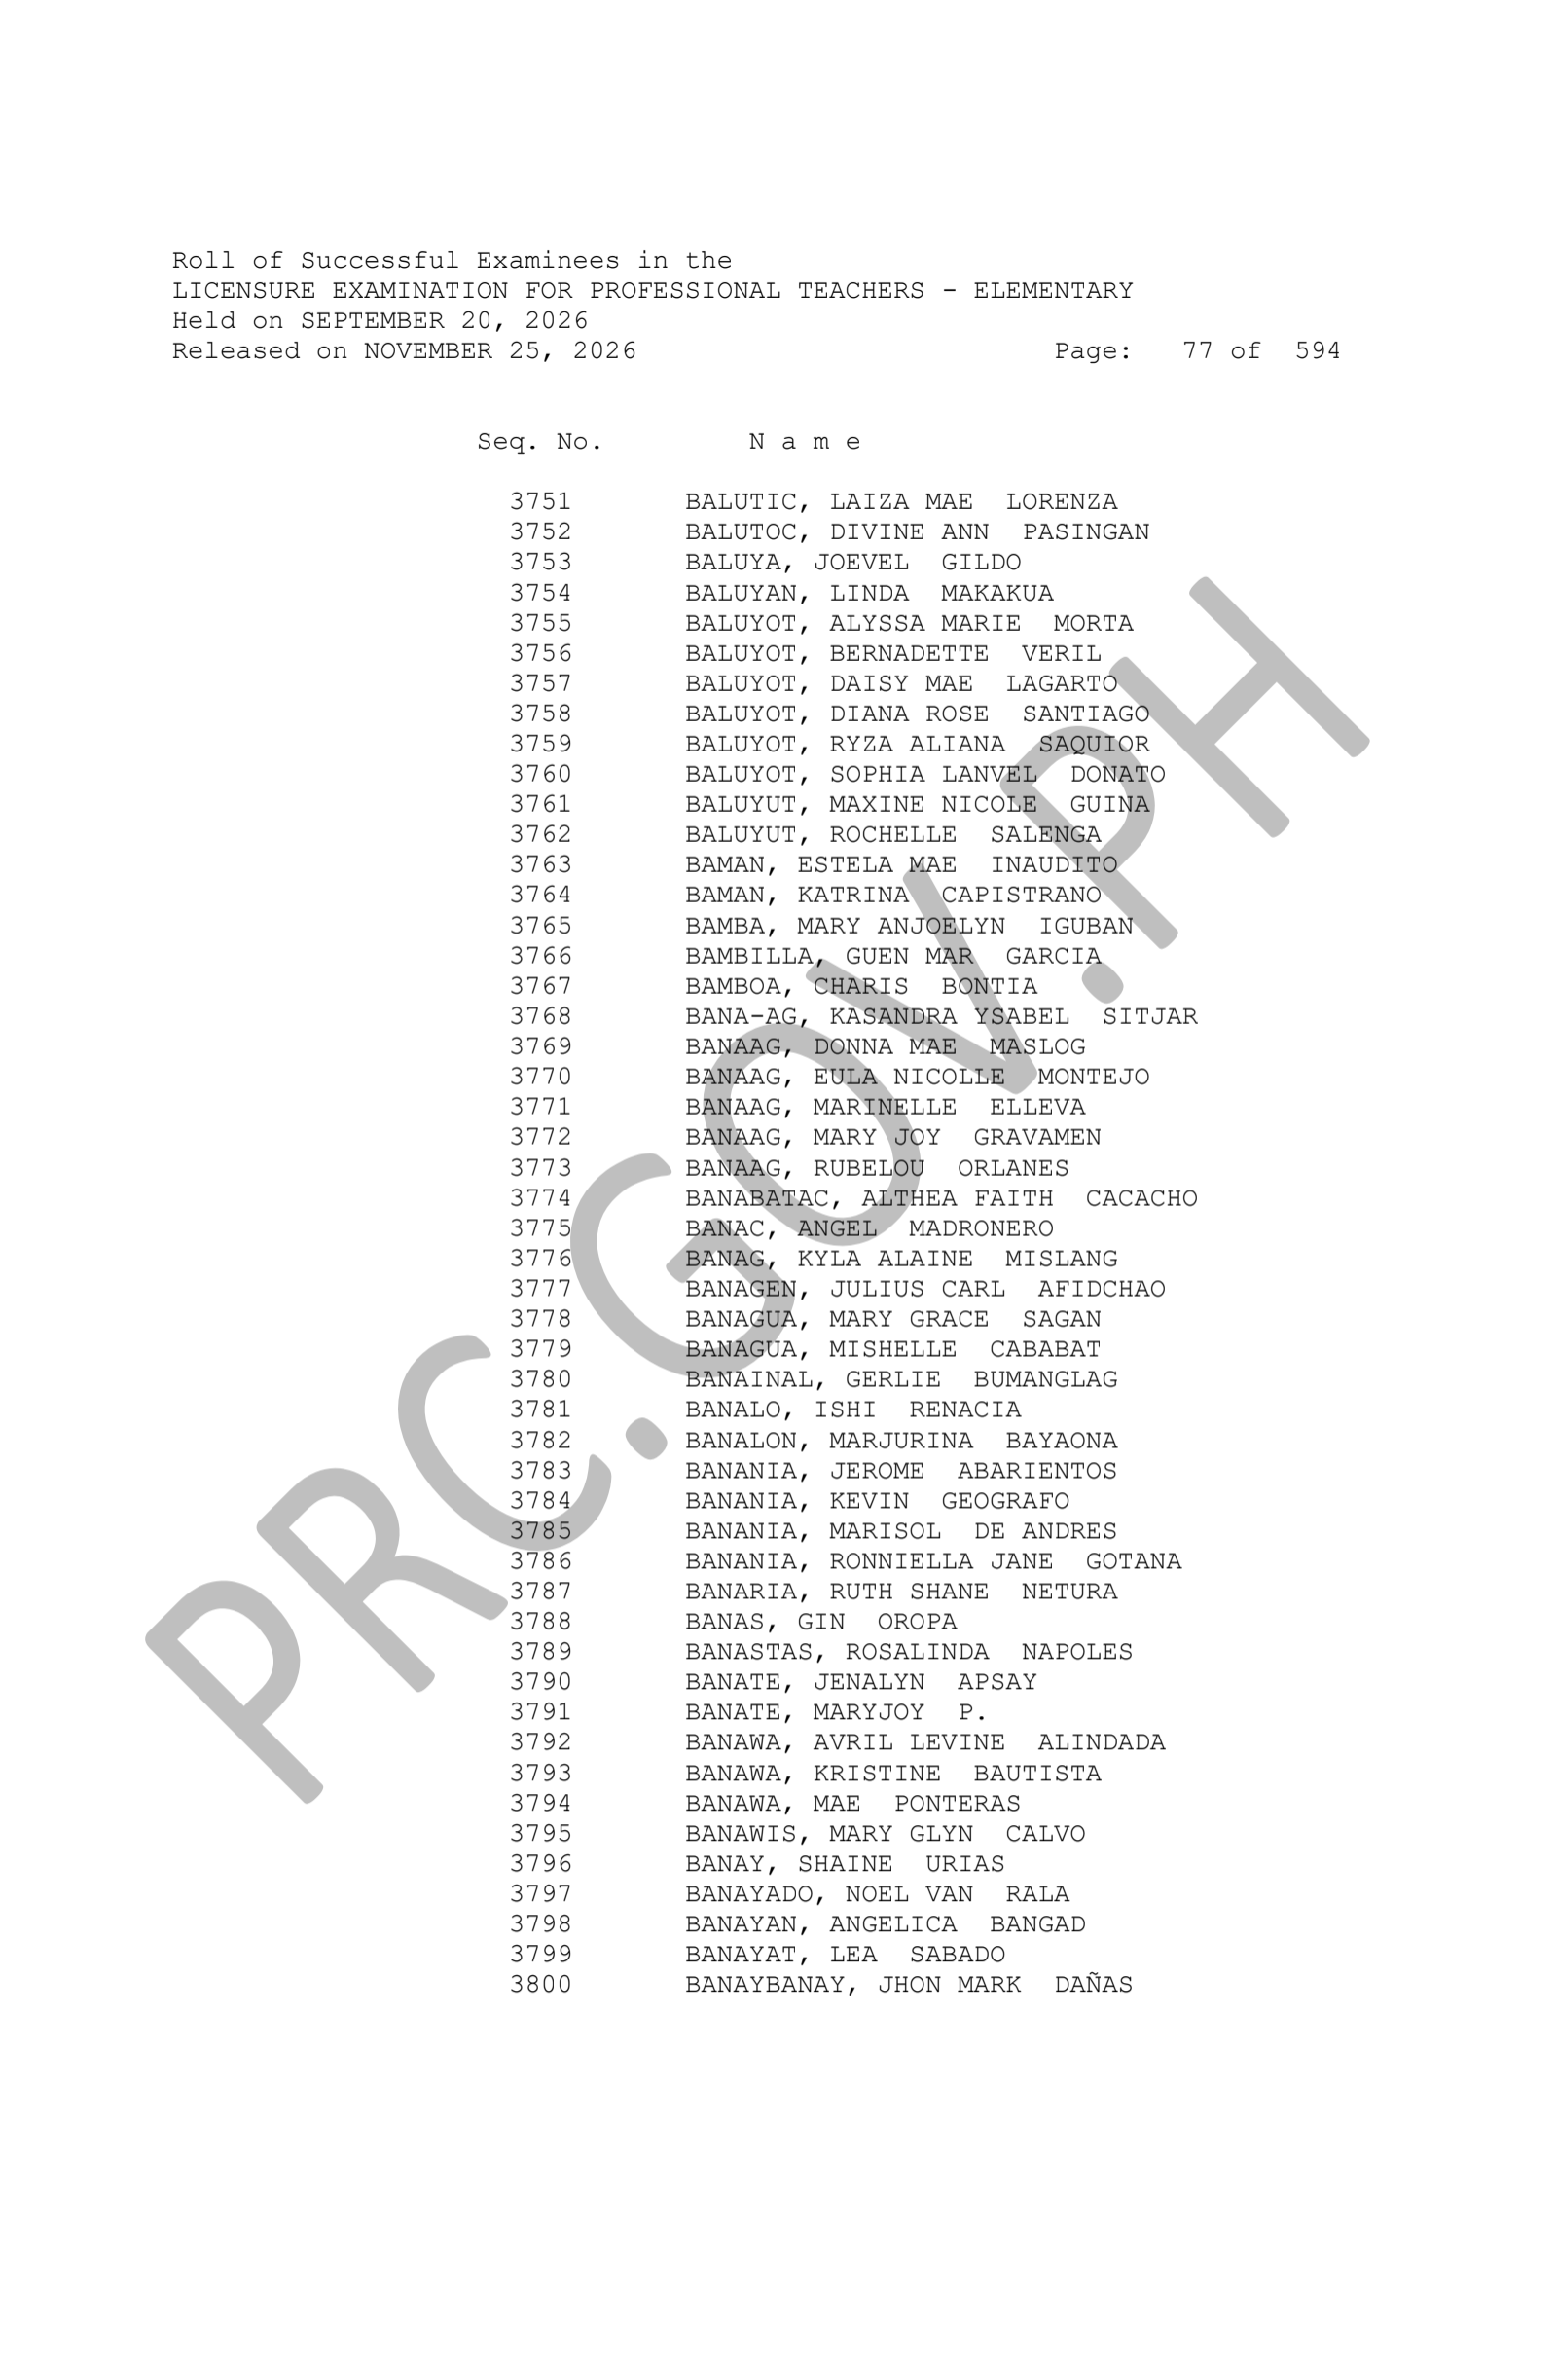 Roll of Successful Examinees in the
LICENSURE EXAMINATION FOR PROFESSIONAL TEACHERS - ELEMENTARY
Held on SEPTEMBER 20, 2026
Released on NOVEMBER 25, 2026 Page: 77 of 594
Seq. No. N a m e
3751 BALUTIC, LAIZA MAE LORENZA
3752 BALUTOC, DIVINE ANN PASINGAN
3753 BALUYA, JOEVEL GILDO
3754 BALUYAN, LINDA MAKAKUA
3755 BALUYOT, ALYSSA MARIE MORTA
3756 BALUYOT, BERNADETTE VERIL
3757 BALUYOT, DAISY MAE LAGARTO
3758 BALUYOT, DIANA ROSE SANTIAGO
3759 BALUYOT, RYZA ALIANA SAQUIOR
3760 BALUYOT, SOPHIA LANVEL DONATO
3761 BALUYUT, MAXINE NICOLE GUINA
3762 BALUYUT, ROCHELLE SALENGA
3763 BAMAN, ESTELA MAE INAUDITO
3764 BAMAN, KATRINA CAPISTRANO
3765 BAMBA, MARY ANJOELYN IGUBAN
3766 BAMBILLA, GUEN MAR GARCIA
3767 BAMBOA, CHARIS BONTIA
3768 BANA-AG, KASANDRA YSABEL SITJAR
3769 BANAAG, DONNA MAE MASLOG
3770 BANAAG, EULA NICOLLE MONTEJO
3771 BANAAG, MARINELLE ELLEVA
3772 BANAAG, MARY JOY GRAVAMEN
3773 BANAAG, RUBELOU ORLANES
3774 BANABATAC, ALTHEA FAITH CACACHO
3775 BANAC, ANGEL MADRONERO
3776 BANAG, KYLA ALAINE MISLANG
3777 BANAGEN, JULIUS CARL AFIDCHAO
3778 BANAGUA, MARY GRACE SAGAN
3779 BANAGUA, MISHELLE CABABAT
3780 BANAINAL, GERLIE BUMANGLAG
3781 BANALO, ISHI RENACIA
3782 BANALON, MARJURINA BAYAONA
3783 BANANIA, JEROME ABARIENTOS
3784 BANANIA, KEVIN GEOGRAFO
3785 BANANIA, MARISOL DE ANDRES
3786 BANANIA, RONNIELLA JANE GOTANA
3787 BANARIA, RUTH SHANE NETURA
3788 BANAS, GIN OROPA
3789 BANASTAS, ROSALINDA NAPOLES
3790 BANATE, JENALYN APSAY
3791 BANATE, MARYJOY P.
3792 BANAWA, AVRIL LEVINE ALINDADA
3793 BANAWA, KRISTINE BAUTISTA
3794 BANAWA, MAE PONTERAS
3795 BANAWIS, MARY GLYN CALVO
3796 BANAY, SHAINE URIAS
3797 BANAYADO, NOEL VAN RALA
3798 BANAYAN, ANGELICA BANGAD
3799 BANAYAT, LEA SABADO
3800 BANAYBANAY, JHON MARK DAÑAS
PRC.GOV.PH